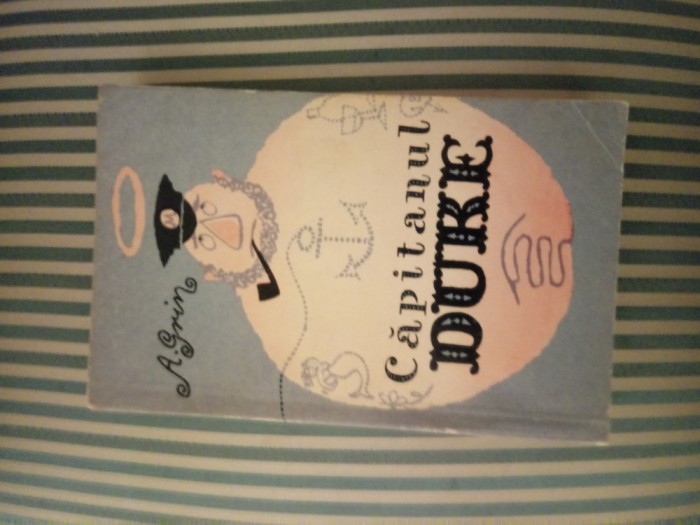 A. Grin
Căpitanul
DUKE